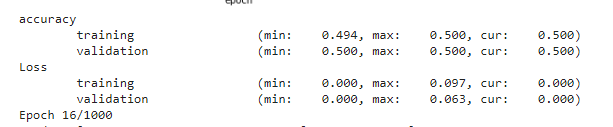 epoch
accuracy
training (min: 0.494, max: 0.500, cur: 0.500)
validation (min: 0.500, max: 0.500, cur: 0.500)
Loss
training (min: 0.000, max: 0.097, cur: 0.000)
validation (min: 0.000, max: 0.063, cur: 0.000)
Epoch 16/1000